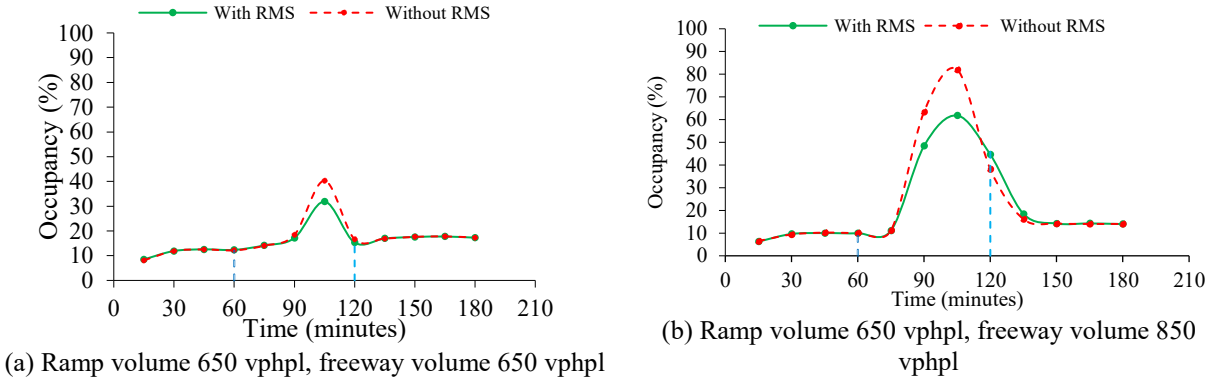 With RMS
Without RMS
100
90
80
70
60
50
40
30
20
10
0
Occupancy (%)
0 30 60 90 120 150 180 210
Time (minutes)
(a) Ramp volume 650 vphpl, freeway volume 650 vphpl
With RMS
Without RMS
100
90
80
70
60
50
40
30
20
10
0
Occupancy (%)
0 30 60 90 120 150 180 210
Time (minutes)
(b) Ramp volume 650 vphpl, freeway volume 850
vphpl